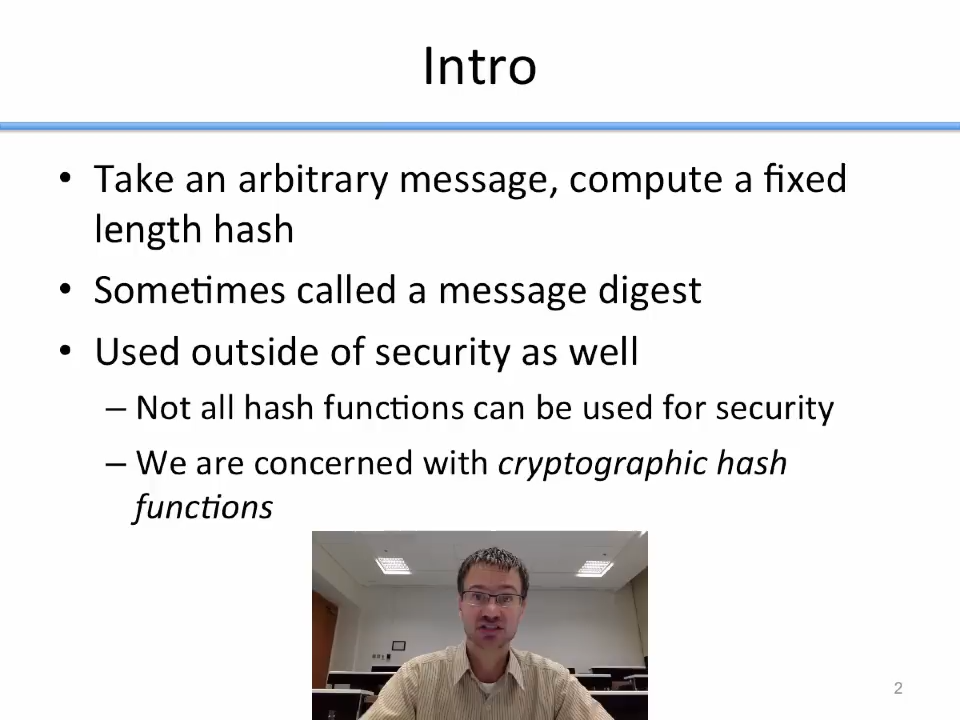 Intro
• Take an arbitrary message, compute a fixed
length hash
• Sometimes called a message digest
• Used outside of security as well
– Not all hash functions can be used for security
– We are concerned with cryptographic hash
functions
2